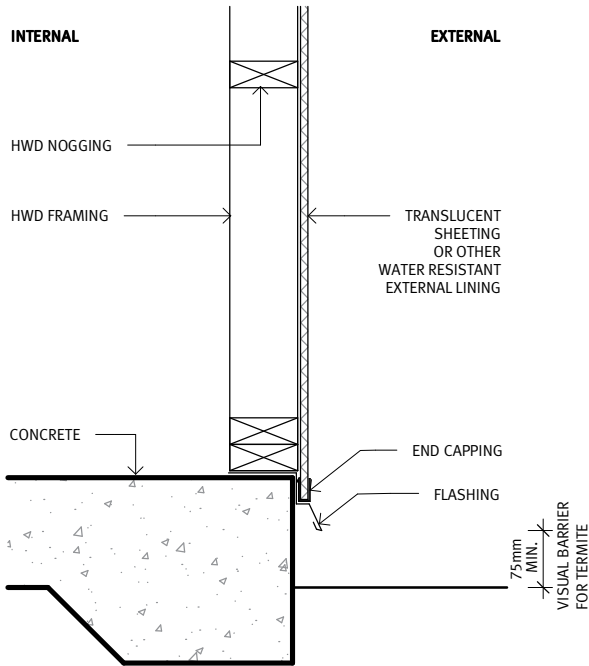 INTERNAL
EXTERNAL
HWD NOGGING
HWD FRAMING
TRANSLUCENT
SHEETING
OR OTHER
WATER RESISTANT
EXTERNAL LINING
CONCRETE
END CAPPING
FLASHING
75mm
MIN.
VISUAL BARRIER
FOR TERMITE